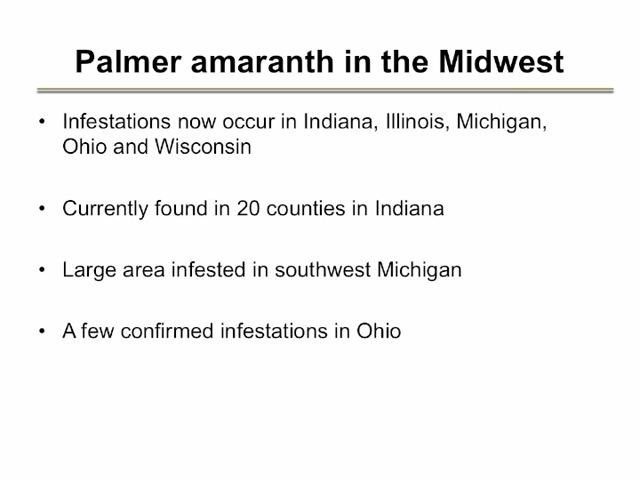 Palmer amaranth in the Midwest
• Infestations now occur in Indiana, Illinois, Michigan,
Ohio and Wisconsin
• Currently found in 20 counties in Indiana
• Large area infested in southwest Michigan
• A few confirmed infestations in Ohio